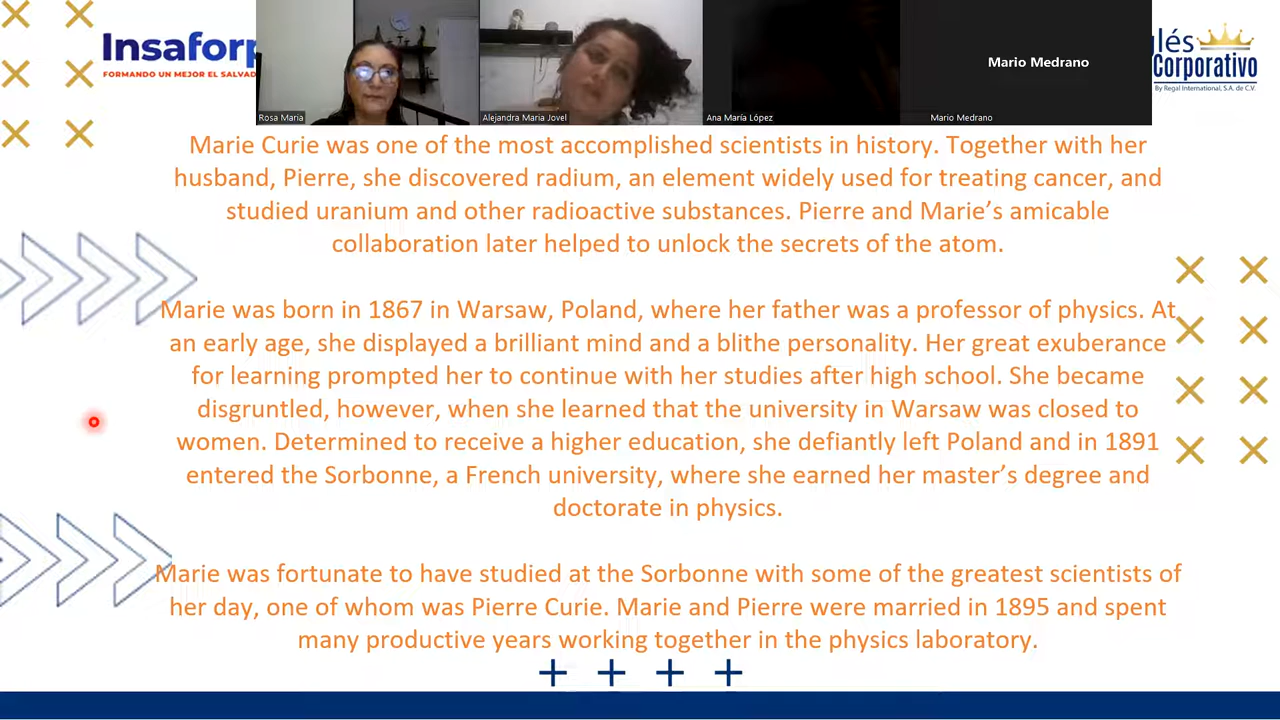 Insaforp
FORMANDO UN MEJOR EL SALVA
Rosa Maria
Alejandra Maria Jovel
Ana María López
Mario Medrano
Mario Medrano
lés
Corporativo
By Regal International, S.A. de C.V.
Marie Curie was one of the most accomplished scientists in history. Together with her
husband, Pierre, she discovered radium, an element widely used for treating cancer, and
studied uranium and other radioactive substances. Pierre and Marie’s amicable
collaboration later helped to unlock the secrets of the atom.
Marie was born in 1867 in Warsaw, Poland, where her father was a professor of physics. At
an early age, she displayed a brilliant mind and a blithe personality. Her great exuberance
for learning prompted her to continue with her studies after high school. She became
disgruntled, however, when she learned that the university in Warsaw was closed to
women. Determined to receive a higher education, she defiantly left Poland and in 1891
entered the Sorbonne, a French university, where she earned her master’s degree and
doctorate in physics.
Marie was fortunate to have studied at the Sorbonne with some of the greatest scientists of
her day, one of whom was Pierre Curie. Marie and Pierre were married in 1895 and spent
many productive years working together in the physics laboratory.